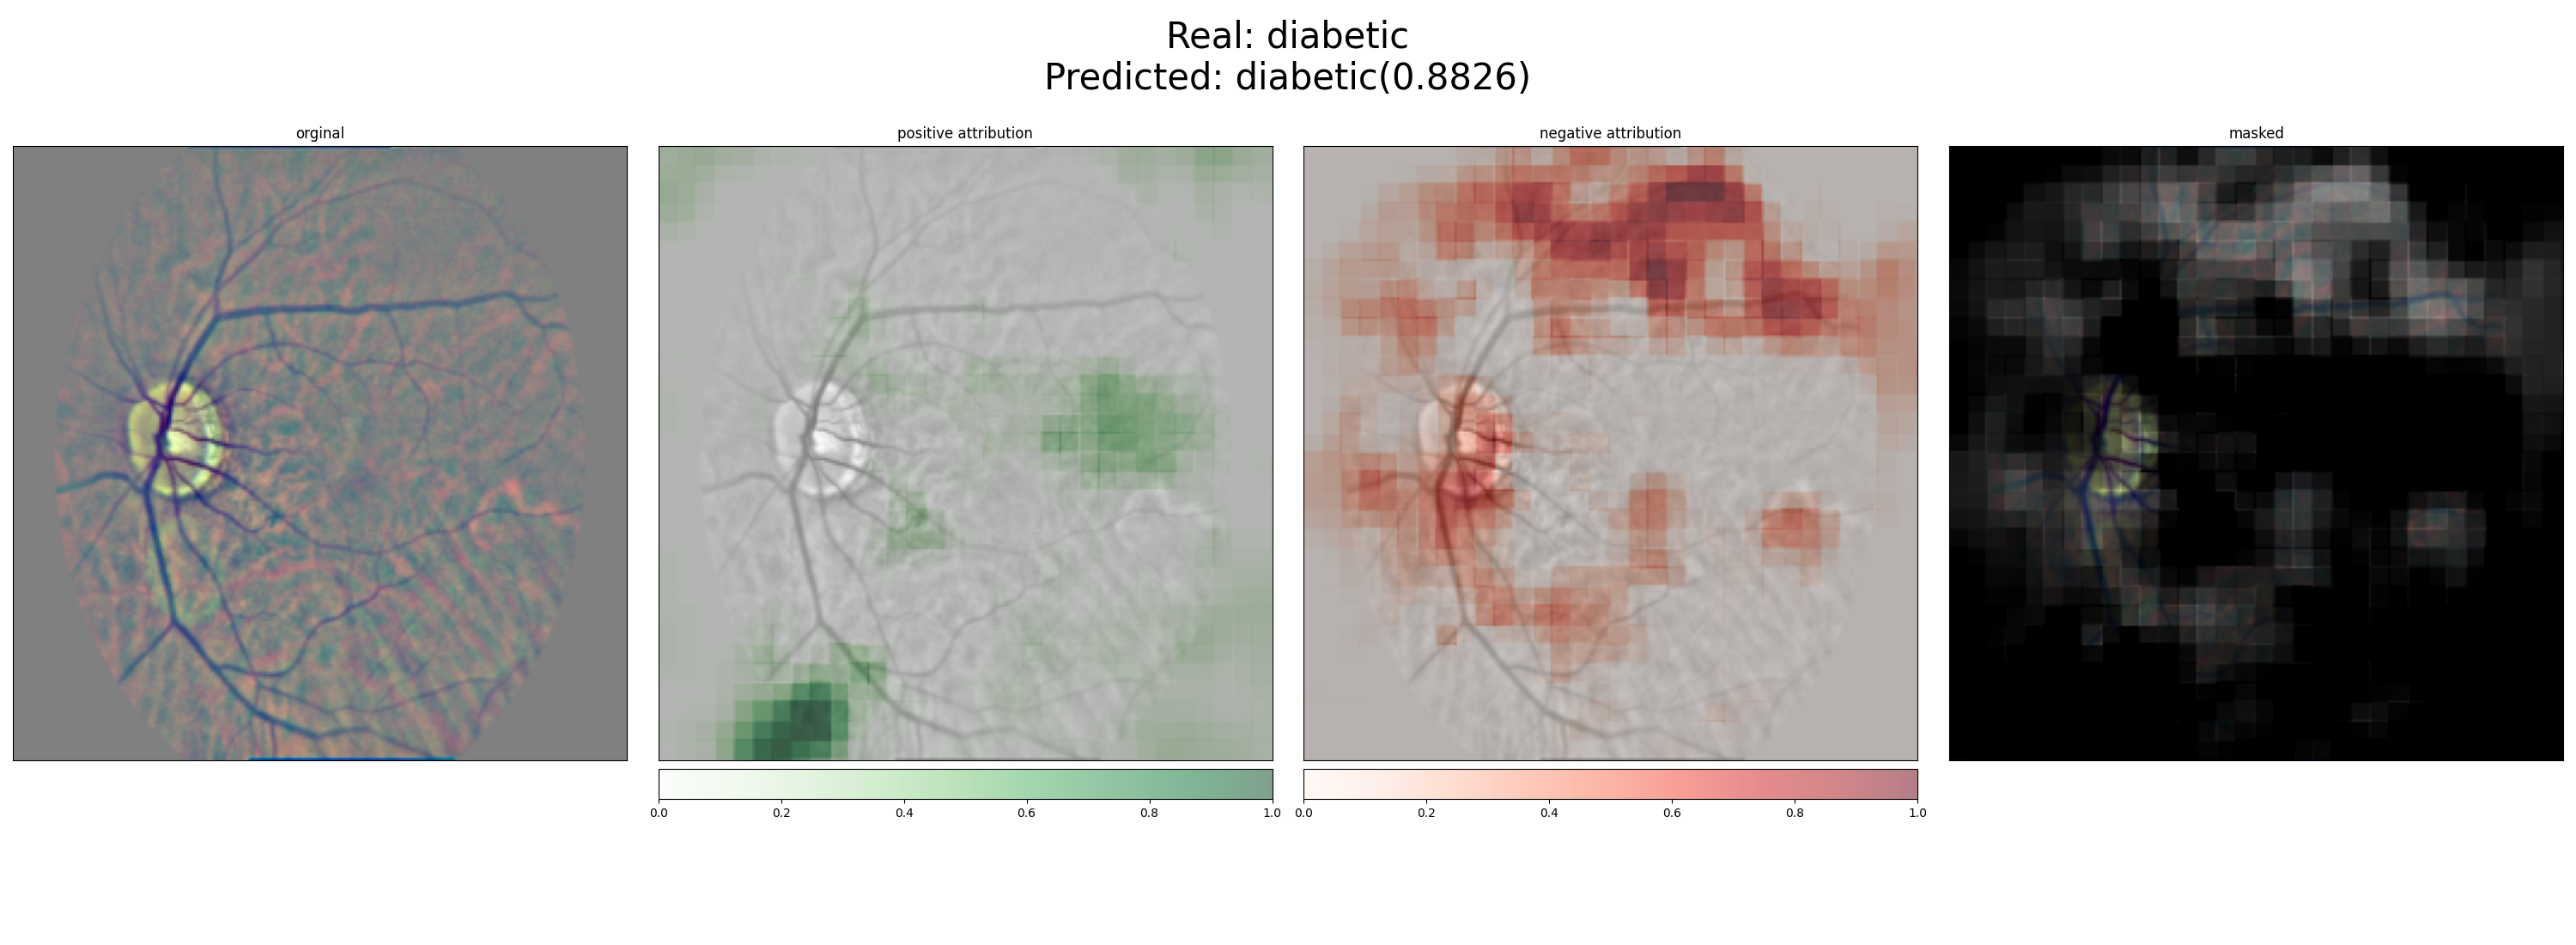 Real: diabetic
Predicted: diabetic(0.8826)
orginal
positive attribution
negative attribution
masked
0.0 0.2 0.4 0.6 0.8 1.0
0.0 0.2 0.4 0.6 0.8 1.0